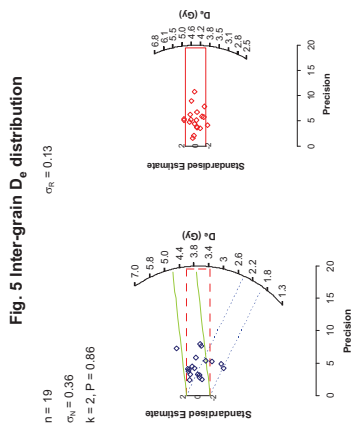 Fig. 5 Inter-grain De distribution
n = 19
σN = 0.36
k = 2, P = 0.86
σR = 0.13
De (Gy)
7.0
5.8
5.0
4.4
3.8
3.4
3
2.6
2.2
1.8
1.3
Standardised Estimate
2
0
-2
0 5 10 15 20
Precision
De (Gy)
6.8
6.1
5.5
5.0
4.6
4.2
3.8
3.5
3.1
2.8
2.5
Standardised Estimate
2
0
-2
0 5 10 15 20
Precision